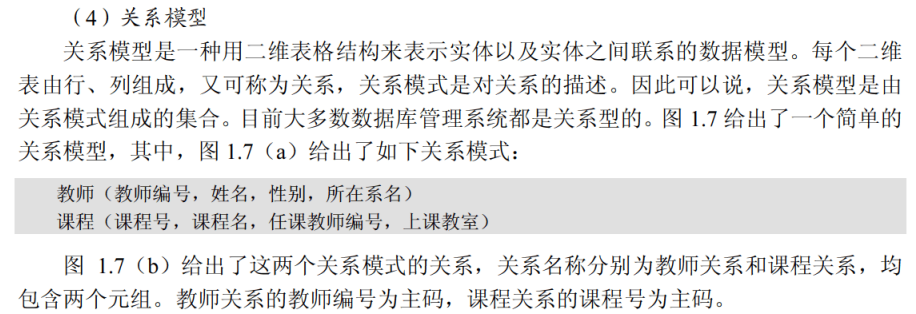 （4）关系模型
关系模型是一种用二维表格结构来表示实体以及实体之间联系的数据模型。每个二维
表由行、列组成，又可称为关系，关系模式是对关系的描述。因此可以说，关系模型是由
关系模式组成的集合。目前大多数数据库管理系统都是关系型的。图 1.7 给出了一个简单的
关系模型，其中，图 1.7（a）给出了如下关系模式：
教师（教师编号，姓名，性别，所在系名）
课程（课程号，课程名，任课教师编号，上课教室）
图 1.7（b）给出了这两个关系模式的关系，关系名称分别为教师关系和课程关系，均
包含两个元组。教师关系的教师编号为主码，课程关系的课程号为主码。